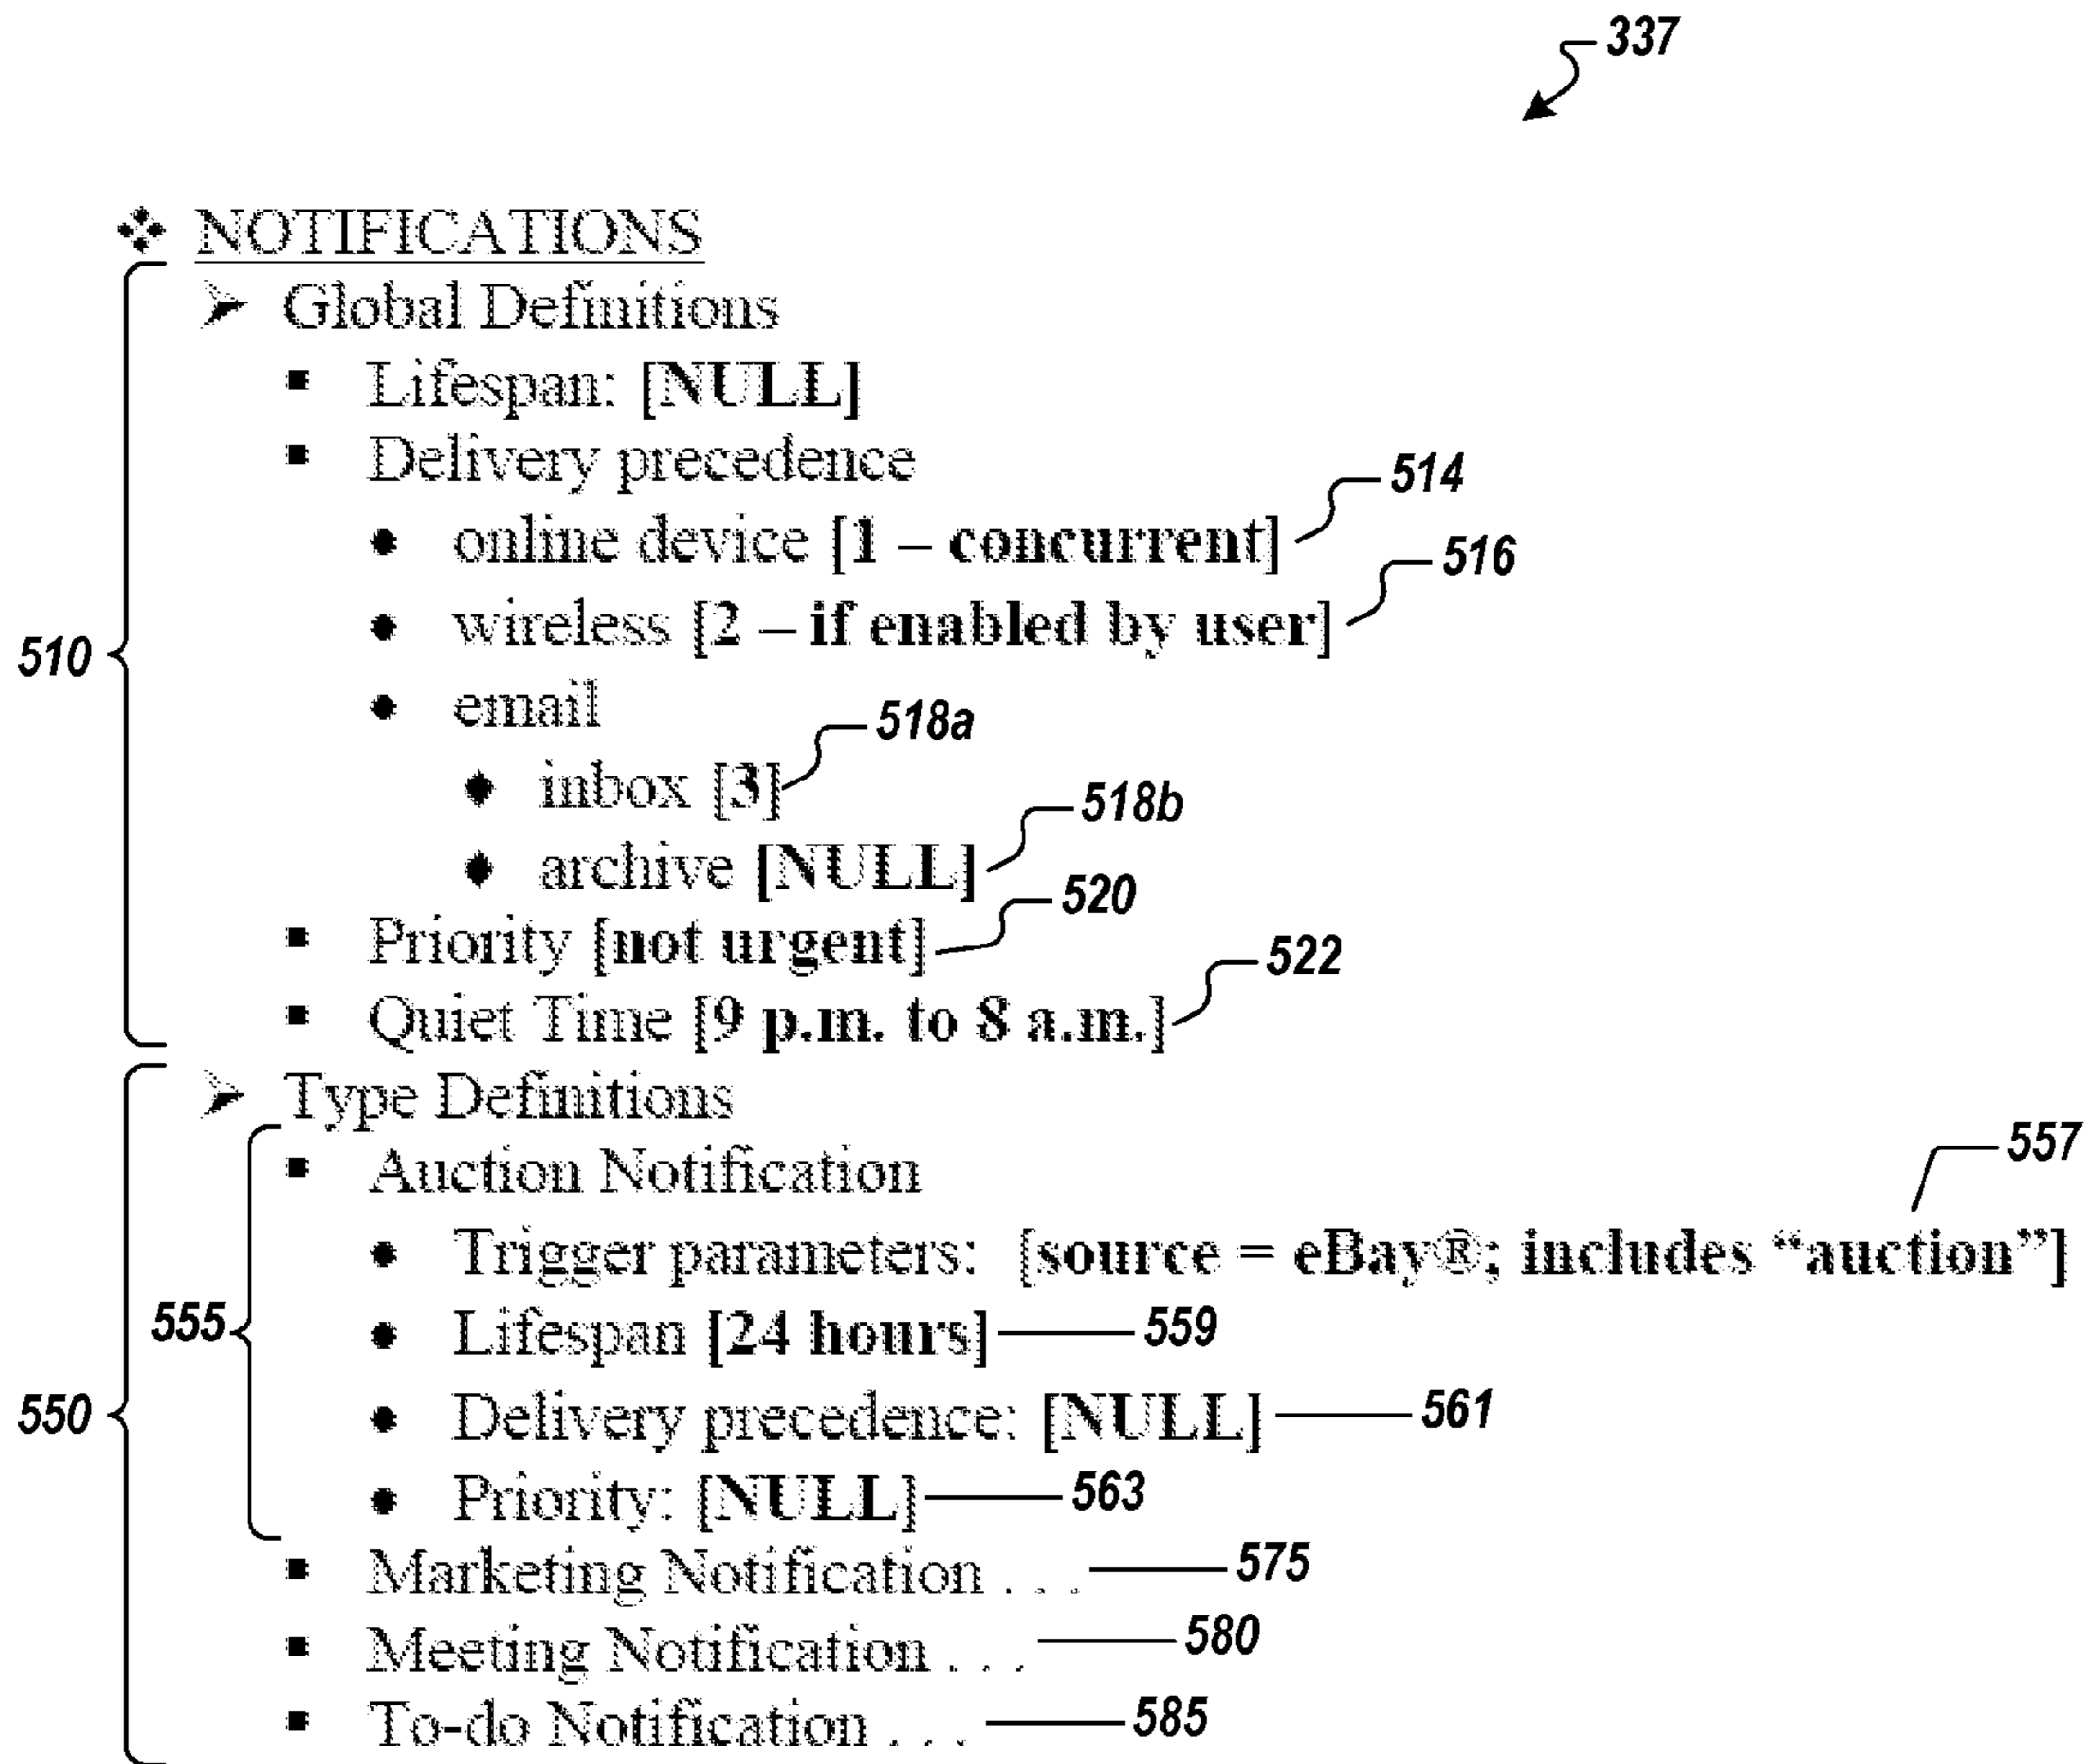 337
❖ NOTIFICATIONS
➢ Global Definitions
▪ Lifespan: [NULL]
▪ Delivery precedence
• online device [1 – concurrent] 514
• wireless [2 – if enabled by user] 516
510
• email
♦ inbox [3] 518a
♦ archive [NULL] 518b
▪ Priority [not urgent] 520
▪ Quiet Time [9 p.m. to 8 a.m.] 522
➢ Type Definitions
▪ Auction Notification
557
• Trigger parameters: [source = eBay®; includes “auction”]
555
• Lifespan [24 hours] 559
550
• Delivery precedence: [NULL] 561
• Priority: [NULL] 563
▪ Marketing Notification . . . 575
▪ Meeting Notification . . . 580
▪ To-do Notification . . . 585